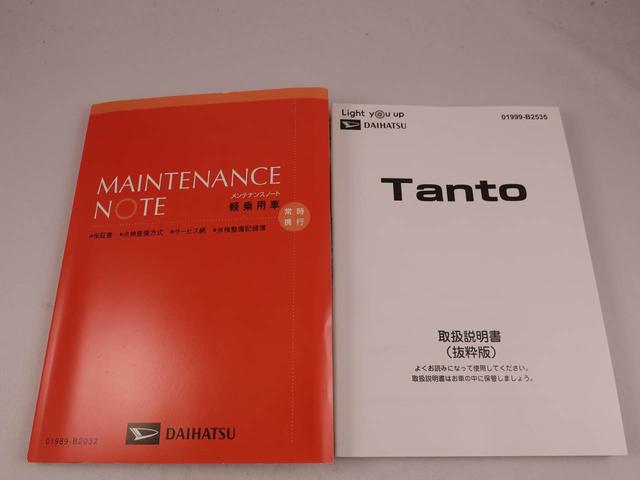 MAINTENANCE
NOTE
メンテナンスノート
軽乗用車
常時
携行
●保証書 ●点検整備方式 ●サービス網 ●点検整備記録簿
DAIHATSU
01989-B2032
Light you up
DAIHATSU
01999-B2535
Tanto
取扱説明書
（抜粋版）
よくお読みになって使用してください。
取扱説明書はお車の中に保管しましょう。